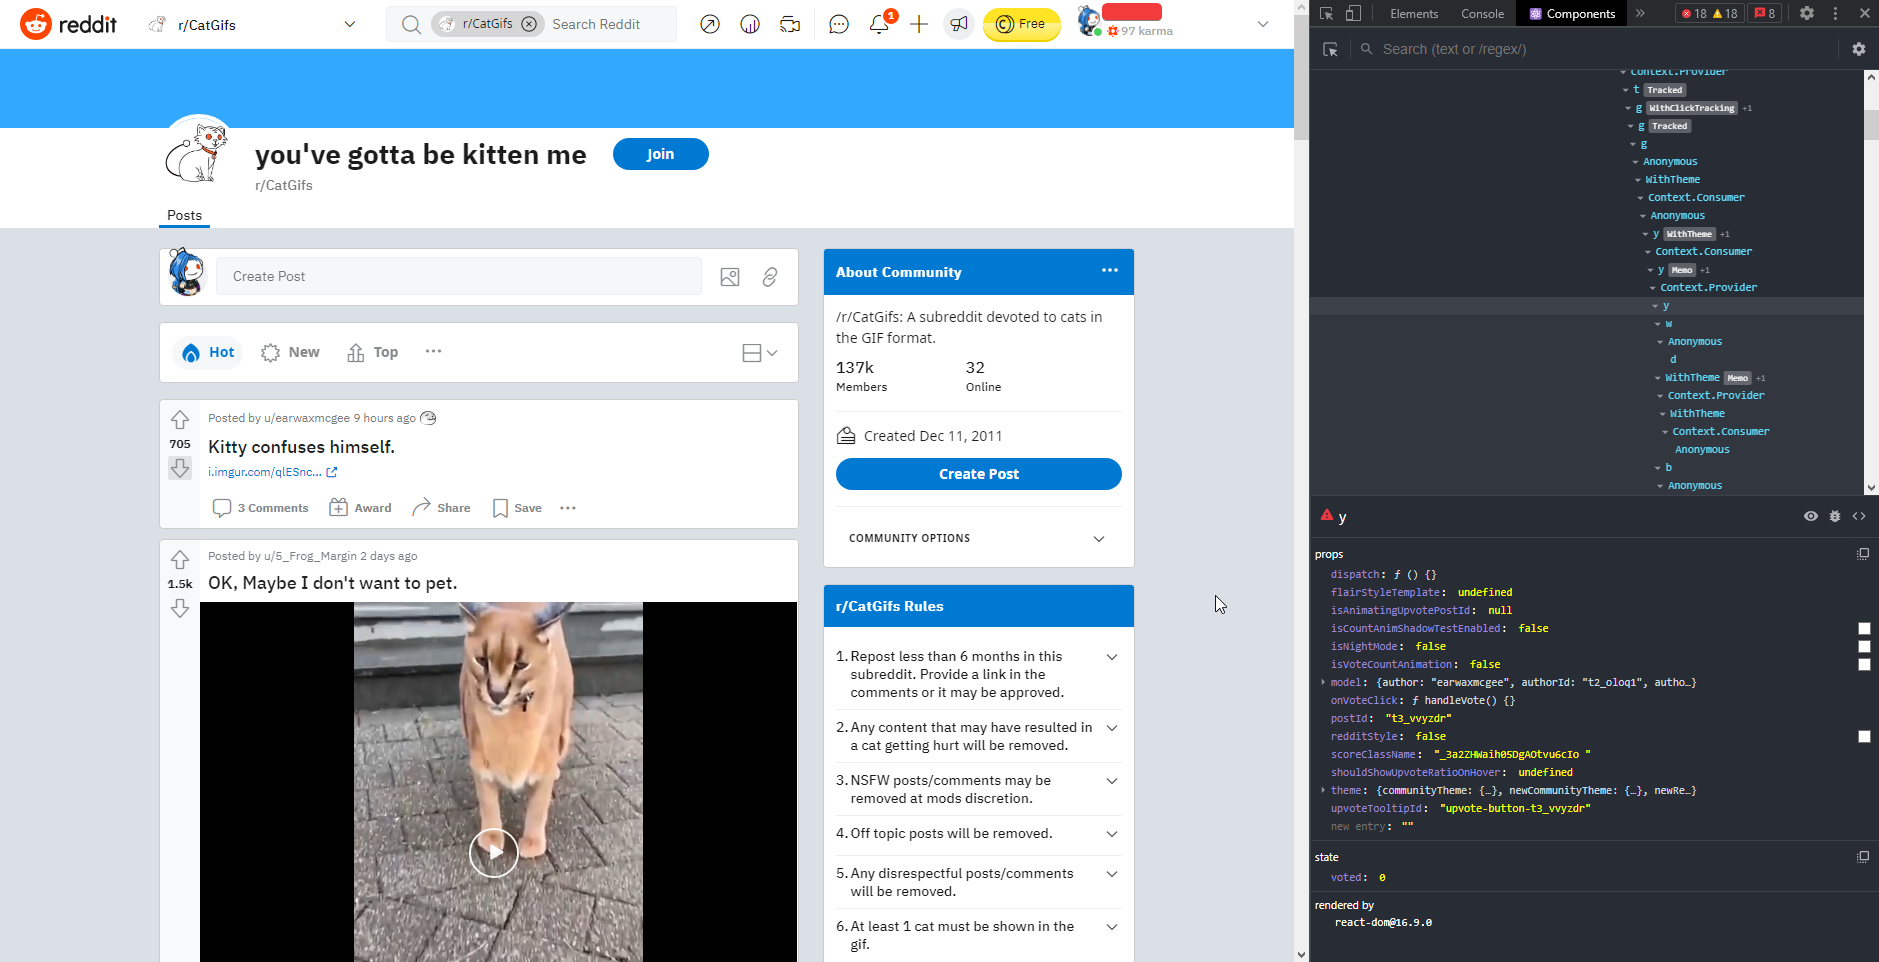 reddit
r/CatGifs
r/CatGifs
Search Reddit
1
Free
97 karma
you've gotta be kitten me
Join
r/CatGifs
Posts
Create Post
Hot
New
Top
Posted by u/earwaxmcgee 9 hours ago
705
Kitty confuses himself.
i.imgur.com/qlESnc...
3 Comments
Award
Share
Save
Posted by u/5_Frog_Margin 2 days ago
1.5k
OK, Maybe I don't want to pet.
About Community
/r/CatGifs: A subreddit devoted to cats in
the GIF format.
137k
32
Members
Online
Created Dec 11, 2011
Create Post
COMMUNITY OPTIONS
r/CatGifs Rules
1. Repost less than 6 months in this
subreddit. Provide a link in the
comments or it may be approved.
2. Any content that may have resulted in
a cat getting hurt will be removed.
3. NSFW posts/comments may be
removed at mods discretion.
4. Off topic posts will be removed.
5. Any disrespectful posts/comments
will be removed.
6. At least 1 cat must be shown in the
gif.
Elements
Console
Components
18
18
8
Search (text or /regex/)
Context.Provider
t Tracked
g WithClickTracking +1
g Tracked
g
Anonymous
WithTheme
Context.Consumer
Anonymous
y WithTheme +1
Context.Consumer
y Memo +1
Context.Provider
y
w
Anonymous
d
WithTheme Memo +1
Context.Provider
WithTheme
Context.Consumer
Anonymous
b
Anonymous
y
props
dispatch: ƒ () {}
flairStyleTemplate: undefined
isAnimatingUpvotePostId: null
isCountAnimShadowTestEnabled: false
isNightMode: false
isVoteCountAnimation: false
model: {author: "earwaxmcgee", authorId: "t2_oloq1", autho…}
onVoteClick: ƒ handleVote() {}
postId: "t3_vvyzdr"
redditStyle: false
scoreClassName: "_3a2ZHWaih05DgAOtvu6cIo "
shouldShowUpvoteRatioOnHover: undefined
theme: {communityTheme: {…}, newCommunityTheme: {…}, newRe…}
upvoteTooltipId: "upvote-button-t3_vvyzdr"
new entry: ""
state
voted: 0
rendered by
react-dom@16.9.0